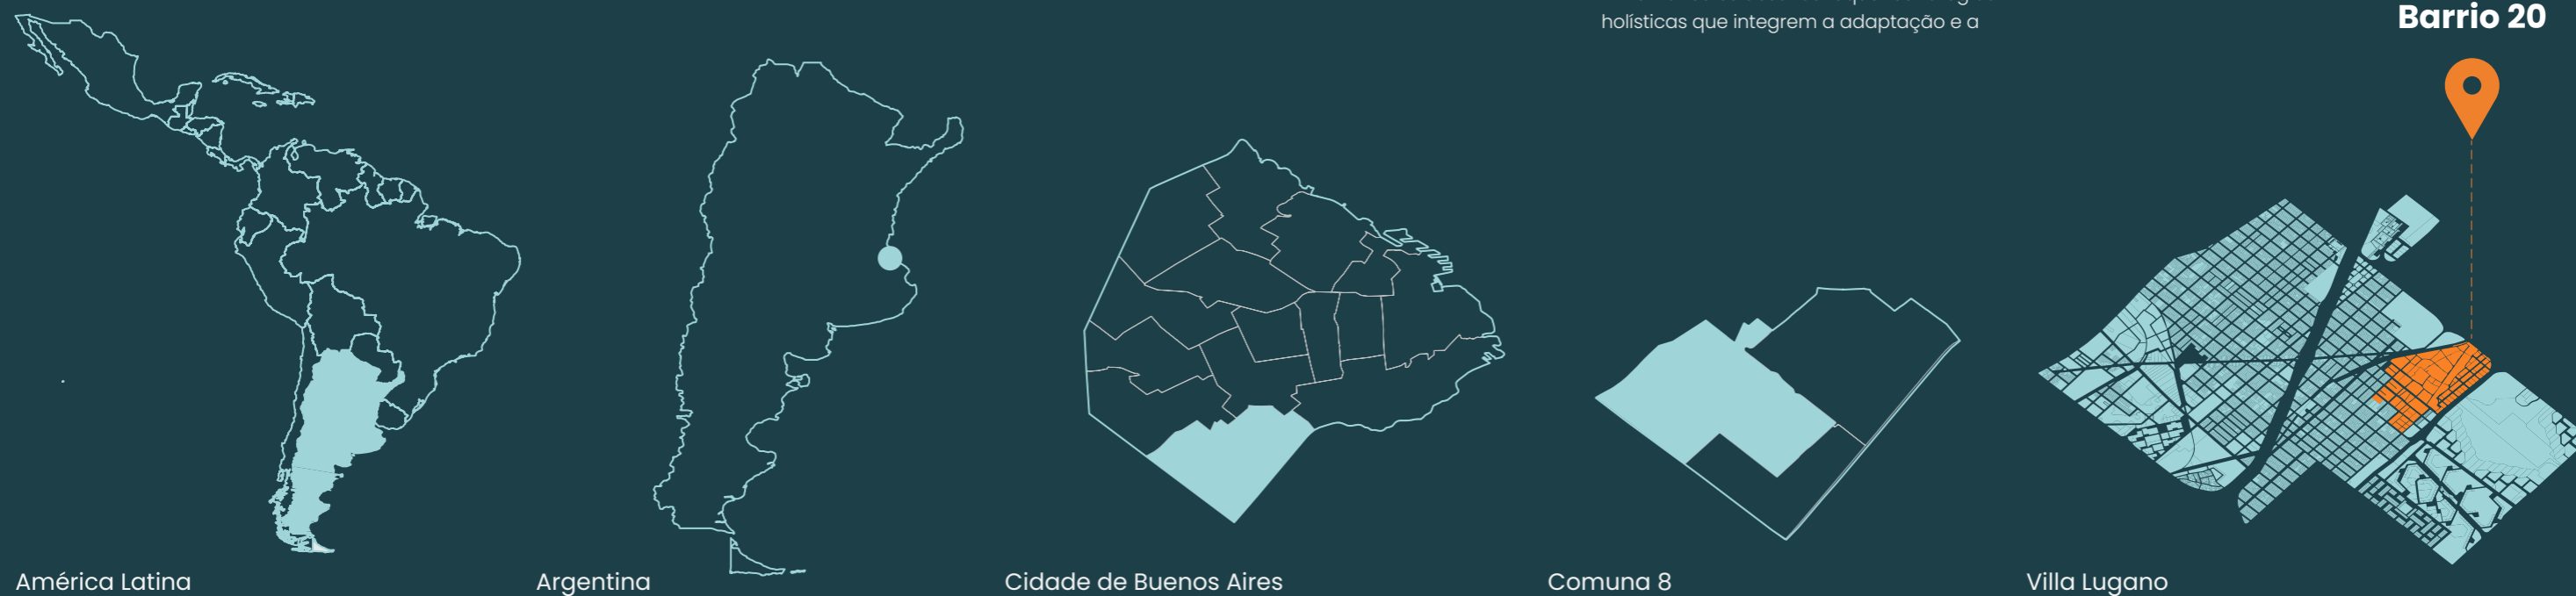 holísticas que integrem a adaptação e a
Barrio 20
América Latina
Argentina
Cidade de Buenos Aires
Comuna 8
Villa Lugano